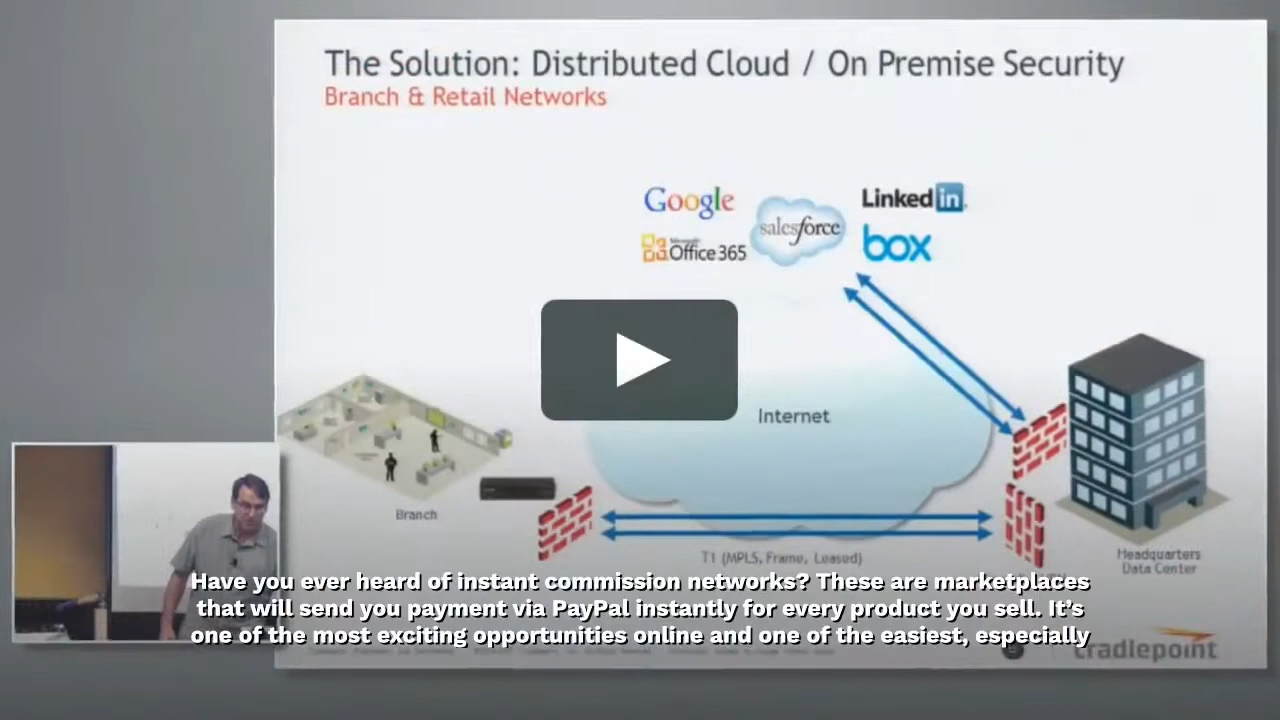 The Solution: Distributed Cloud / On Premise Security
Branch & Retail Networks
Google
salesforce
Linked in
Microsoft
Office 365
box
Internet
Branch
T1 (MPLS, Frame, Leased)
Headquarters
Data Center
Have you ever heard of instant commission networks? These are marketplaces
that will send you payment via PayPal instantly for every product you sell. It's
one of the most exciting opportunities online and one of the easiest, especially
cradlepoint